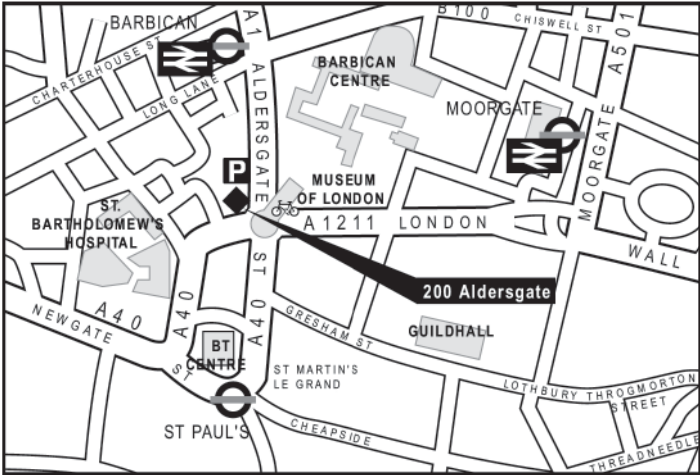 BARBICAN
A1 ALDERSGATE ST
B100
CHISWELL ST
A501
MOORGATE
CHARTERHOUSE ST
LONG LANE
BARBICAN
CENTRE
MOORGATE
P
MUSEUM
OF LONDON
ST.
BARTHOLOMEW'S
HOSPITAL
A1211 LONDON WALL
200 Aldersgate
A40
A40
A40
NEWGATE ST
GRESHAM ST
GUILDHALL
BT
CENTRE
ST MARTIN'S
LE GRAND
LOTHBURY
THROGMORTON
STREET
ST PAUL'S
CHEAPSIDE
THREADNEEDLE